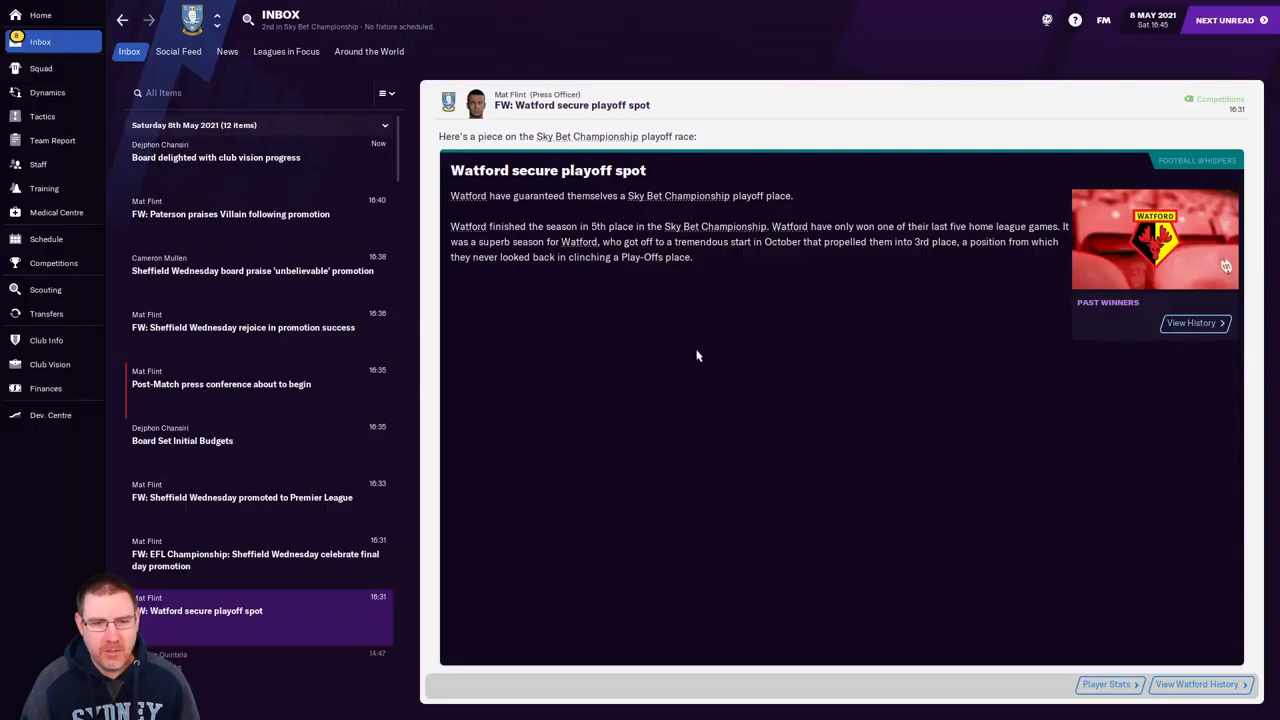 Home
8
Inbox
Squad
Dynamics
Tactics
Team Report
Staff
Training
Medical Centre
Schedule
Competitions
Scouting
Transfers
Club Info
Club Vision
Finances
Dev. Centre
INBOX
2nd in Sky Bet Championship - No fixture scheduled.
?
FM
8 MAY 2021
Sat 16:45
NEXT UNREAD
Inbox
Social Feed
News
Leagues in Focus
Around the World
All Items
Saturday 8th May 2021 (12 items)
Dejphon Chansiri
Now
Board delighted with club vision progress
Mat Flint
16:40
FW: Paterson praises Villain following promotion
Cameron Mullen
16:38
Sheffield Wednesday board praise 'unbelievable' promotion
Mat Flint
16:36
FW: Sheffield Wednesday rejoice in promotion success
Mat Flint
16:35
Post-Match press conference about to begin
Dejphon Chansiri
16:35
Board Set Initial Budgets
Mat Flint
16:33
FW: Sheffield Wednesday promoted to Premier League
Mat Flint
16:31
FW: EFL Championship: Sheffield Wednesday celebrate final
day promotion
Mat Flint
16:31
FW: Watford secure playoff spot
Quintela
14:47
Mat Flint (Press Officer)
FW: Watford secure playoff spot
Competitions
16:31
Here's a piece on the Sky Bet Championship playoff race:
FOOTBALL WHISPERS
Watford secure playoff spot
Watford have guaranteed themselves a Sky Bet Championship playoff place.
Watford finished the season in 5th place in the Sky Bet Championship. Watford have only won one of their last five home league games. It
was a superb season for Watford, who got off to a tremendous start in October that propelled them into 3rd place, a position from which
they never looked back in clinching a Play-Offs place.
WATFORD
PAST WINNERS
View History
Player Stats
View Watford History
SYDNEY